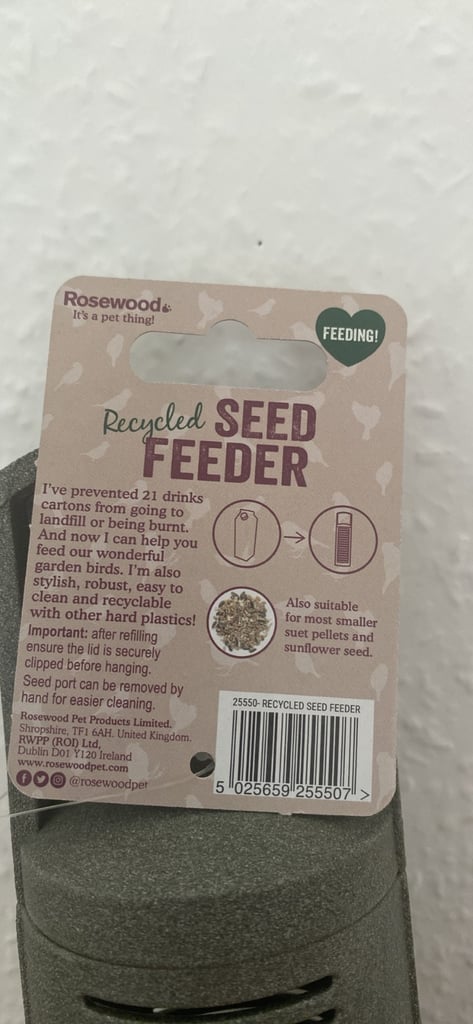 Rosewood
It's a pet thing!
FEEDING!
Recycled SEED
FEEDER
I've prevented 21 drinks
cartons from going to
landfill or being burnt.
And now I can help you
feed our wonderful
garden birds. I'm also
stylish, robust, easy to
clean and recyclable
with other hard plastics!
Important: after refilling
ensure the lid is securely
clipped before hanging.
Seed port can be removed by
hand for easier cleaning.
Also suitable
for most smaller
suet pellets and
sunflower seed.
Rosewood Pet Products Limited.
Shropshire, TF1 6AH. United Kingdom.
RWPP (ROI) Ltd,
Dublin D01 Y120 Ireland
www.rosewoodpet.com
@rosewoodpet
25550- RECYCLED SEED FEEDER
5 025659 255507 >